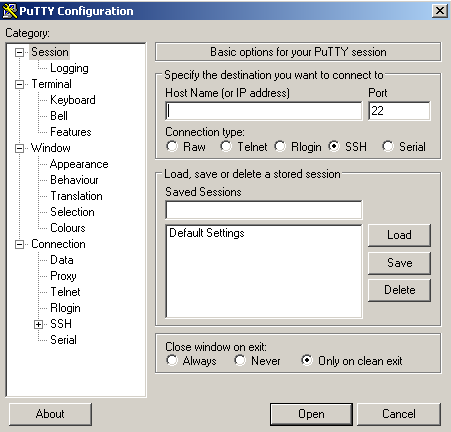 PuTTY Configuration
Category:
Session
Logging
Terminal
Keyboard
Bell
Features
Window
Appearance
Behaviour
Translation
Selection
Colours
Connection
Data
Proxy
Telnet
Rlogin
SSH
Serial
Basic options for your PuTTY session
Specify the destination you want to connect to
Host Name (or IP address) Port
22
Connection type:
Raw Telnet Rlogin SSH Serial
Load, save or delete a stored session
Saved Sessions
Default Settings
Load
Save
Delete
Close window on exit:
Always Never Only on clean exit
About Open Cancel